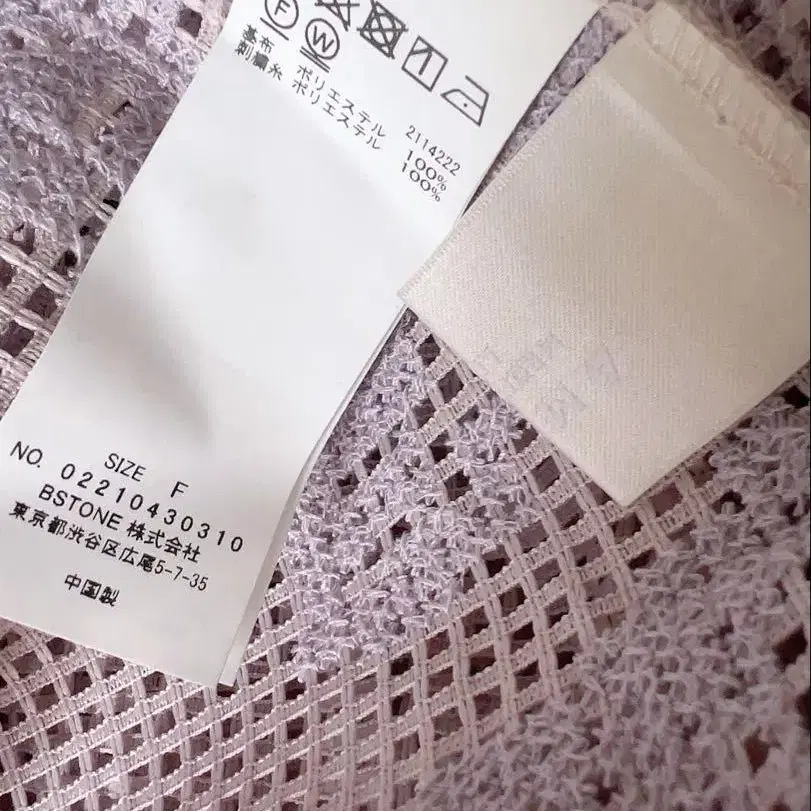 F
W
2114222
基布 ポリエステル 100%
刺繍糸 ポリエステル 100%
SIZE F
NO. 02210430310
BSTONE 株式会社
東京都渋谷区広尾5-7-35
中国製